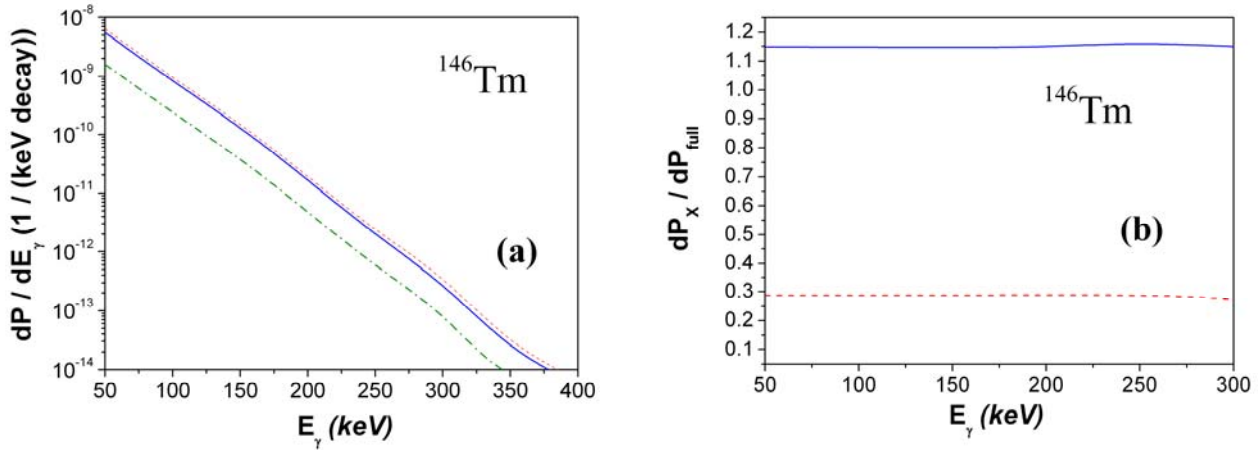 10⁻⁸
10⁻⁹
10⁻¹⁰
10⁻¹¹
10⁻¹²
10⁻¹³
10⁻¹⁴
dP / dE_γ (1 / (keV decay))
¹⁴⁶Tm
(a)
50 100 150 200 250 300 350 400
E_γ (keV)
1.2
1.1
1.0
0.9
0.8
0.7
0.6
0.5
0.4
0.3
0.2
0.1
dP_X / dP_full
¹⁴⁶Tm
(b)
50 100 150 200 250 300
E_γ (keV)